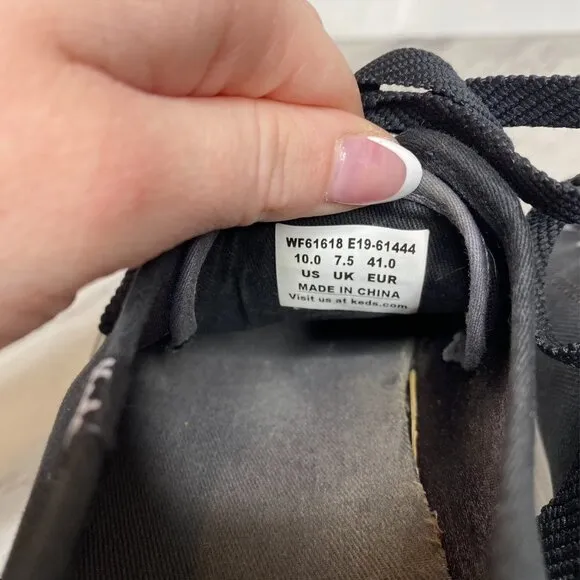 WF61618 E19-61444
10.0 7.5 41.0
US UK EUR
MADE IN CHINA
Visit us at keds.com